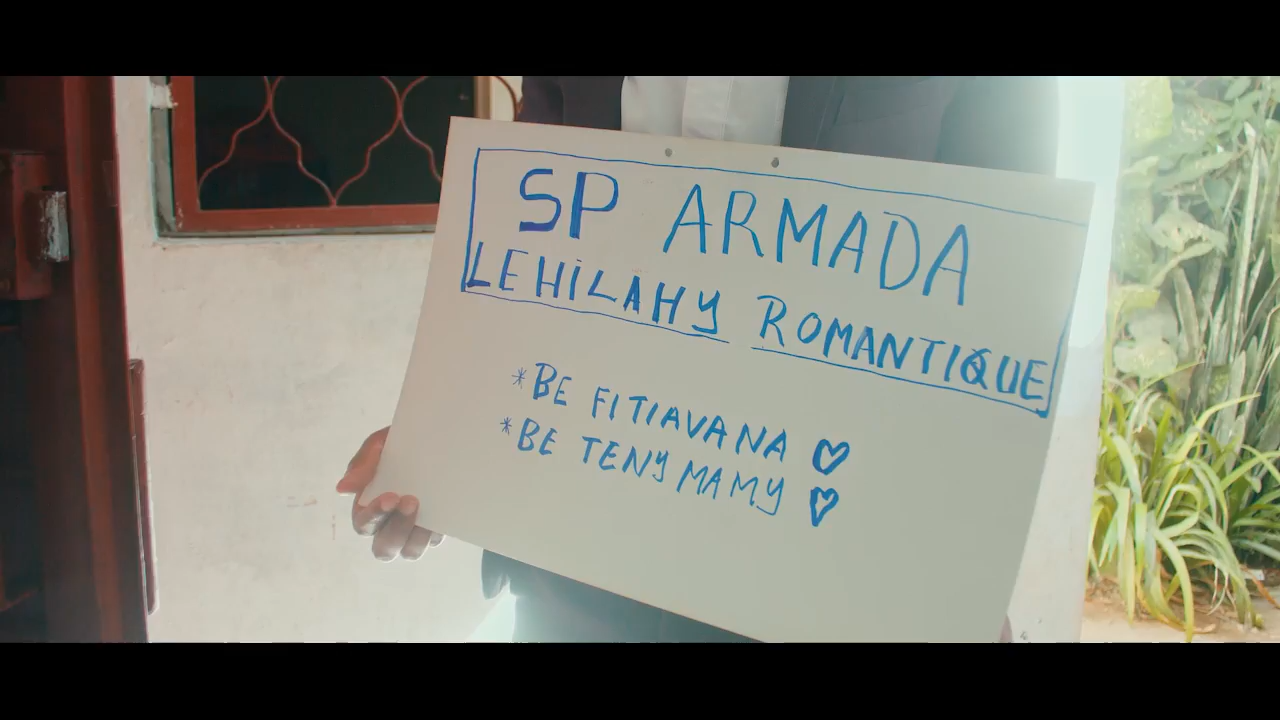 SP ARMADA
LEHILAHY ROMANTIQUE
*BE FITIAVANA ♡
*BE TENY MAMY ♡